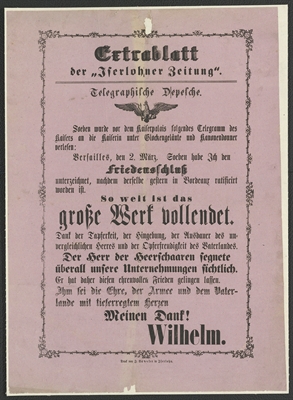 Extrablatt
der „Iserlohner Zeitung“.
Telegraphische Depesche.
Soeben wurde vor dem Kaiserpalais folgendes Telegramm des
Kaisers an die Kaiserin unter Glockengeläute und Kanonendonner
verlesen:
Versailles, den 2. März. Soeben habe Ich den
Friedensschluß
unterzeichnet, nachdem derselbe gestern in Bordeaux ratificirt
worden ist.
So weit ist das
große Werk vollendet.
Dank der Tapferkeit, der Hingebung, der Ausdauer des un-
vergleichlichen Heeres und der Opferfreudigkeit des Vaterlandes.
Der Herr der Heerschaaren segnete
überall unsere Unternehmungen sichtlich.
Er hat daher diesen ehrenvollen Frieden gelingen lassen.
Ihm sei die Ehre, der Armee und dem Vater-
lande mit tieferregtem Herzen
Meinen Dank!
Wilhelm.